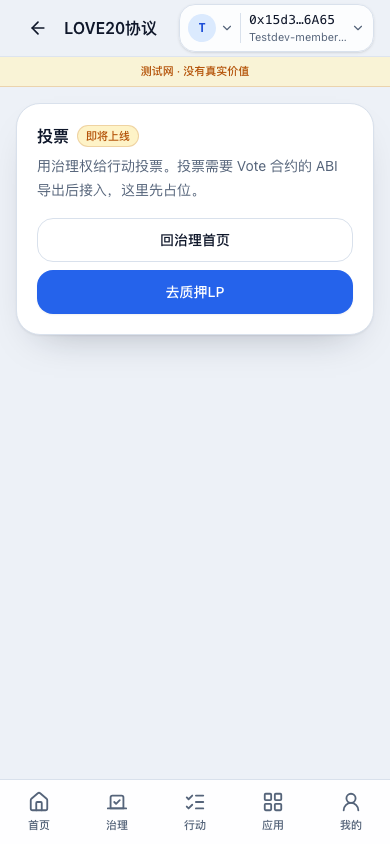 LOVE20协议
T
0x15d3…6A65
Testdev-member…
测试网 · 没有真实价值
投票
即将上线
用治理权给行动投票。投票需要 Vote 合约的 ABI
导出后接入，这里先占位。
回治理首页
去质押LP
首页
治理
行动
应用
我的